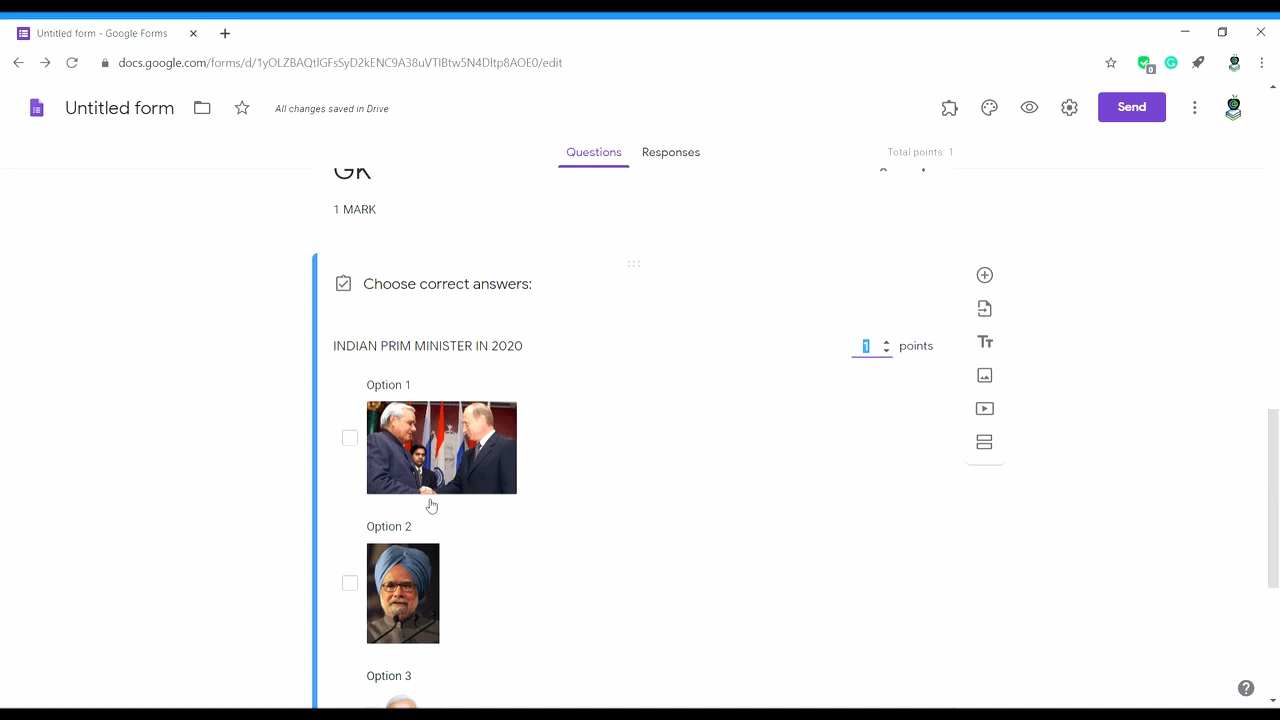 Untitled form - Google Forms
docs.google.com/forms/d/1yOLZBAQtlGFsSyD2kENC9A38uVTlBtw5N4Dltp8AOE0/edit
0
Untitled form
All changes saved in Drive
Send
Questions
Responses
Total points: 1
GK
1 MARK
Choose correct answers:
INDIAN PRIM MINISTER IN 2020
1 points
Option 1
Option 2
Option 3